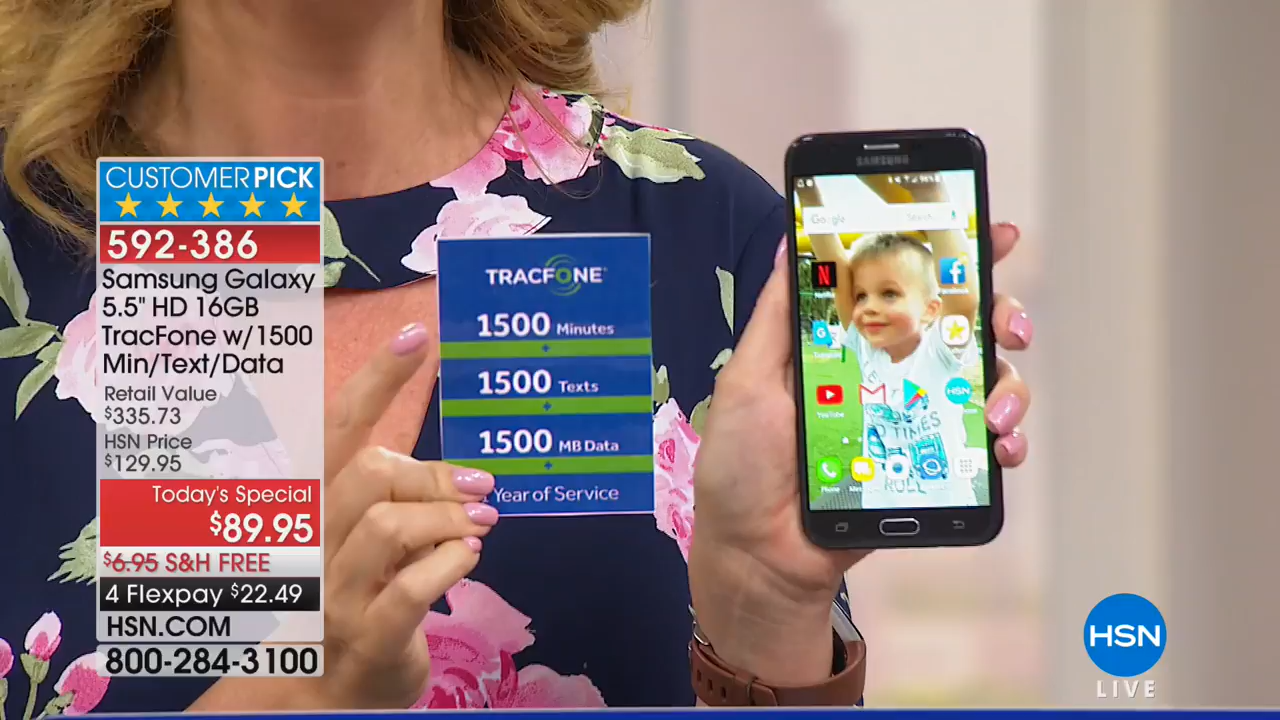 CUSTOMER PICK
592-386
Samsung Galaxy
5.5" HD 16GB
TracFone w/1500
Min/Text/Data
Retail Value
$335.73
HSN Price
$129.95
Today's Special
$89.95
$6.95 S&H FREE
4 Flexpay $22.49
HSN.COM
800-284-3100
TRACFONE
1500 Minutes
+
1500 Texts
+
1500 MB Data
+
Year of Service
SAMSUNG
Google
Facebook
YouTube
HSN
Phone
HSN
LIVE